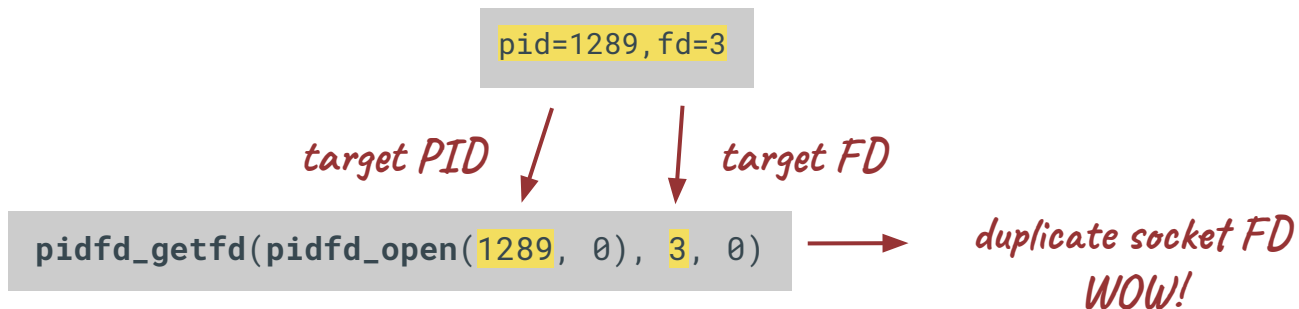 pid=1289,fd=3
target PID
target FD
pidfd_getfd(pidfd_open(1289, 0), 3, 0)
duplicate socket FD
WOW!